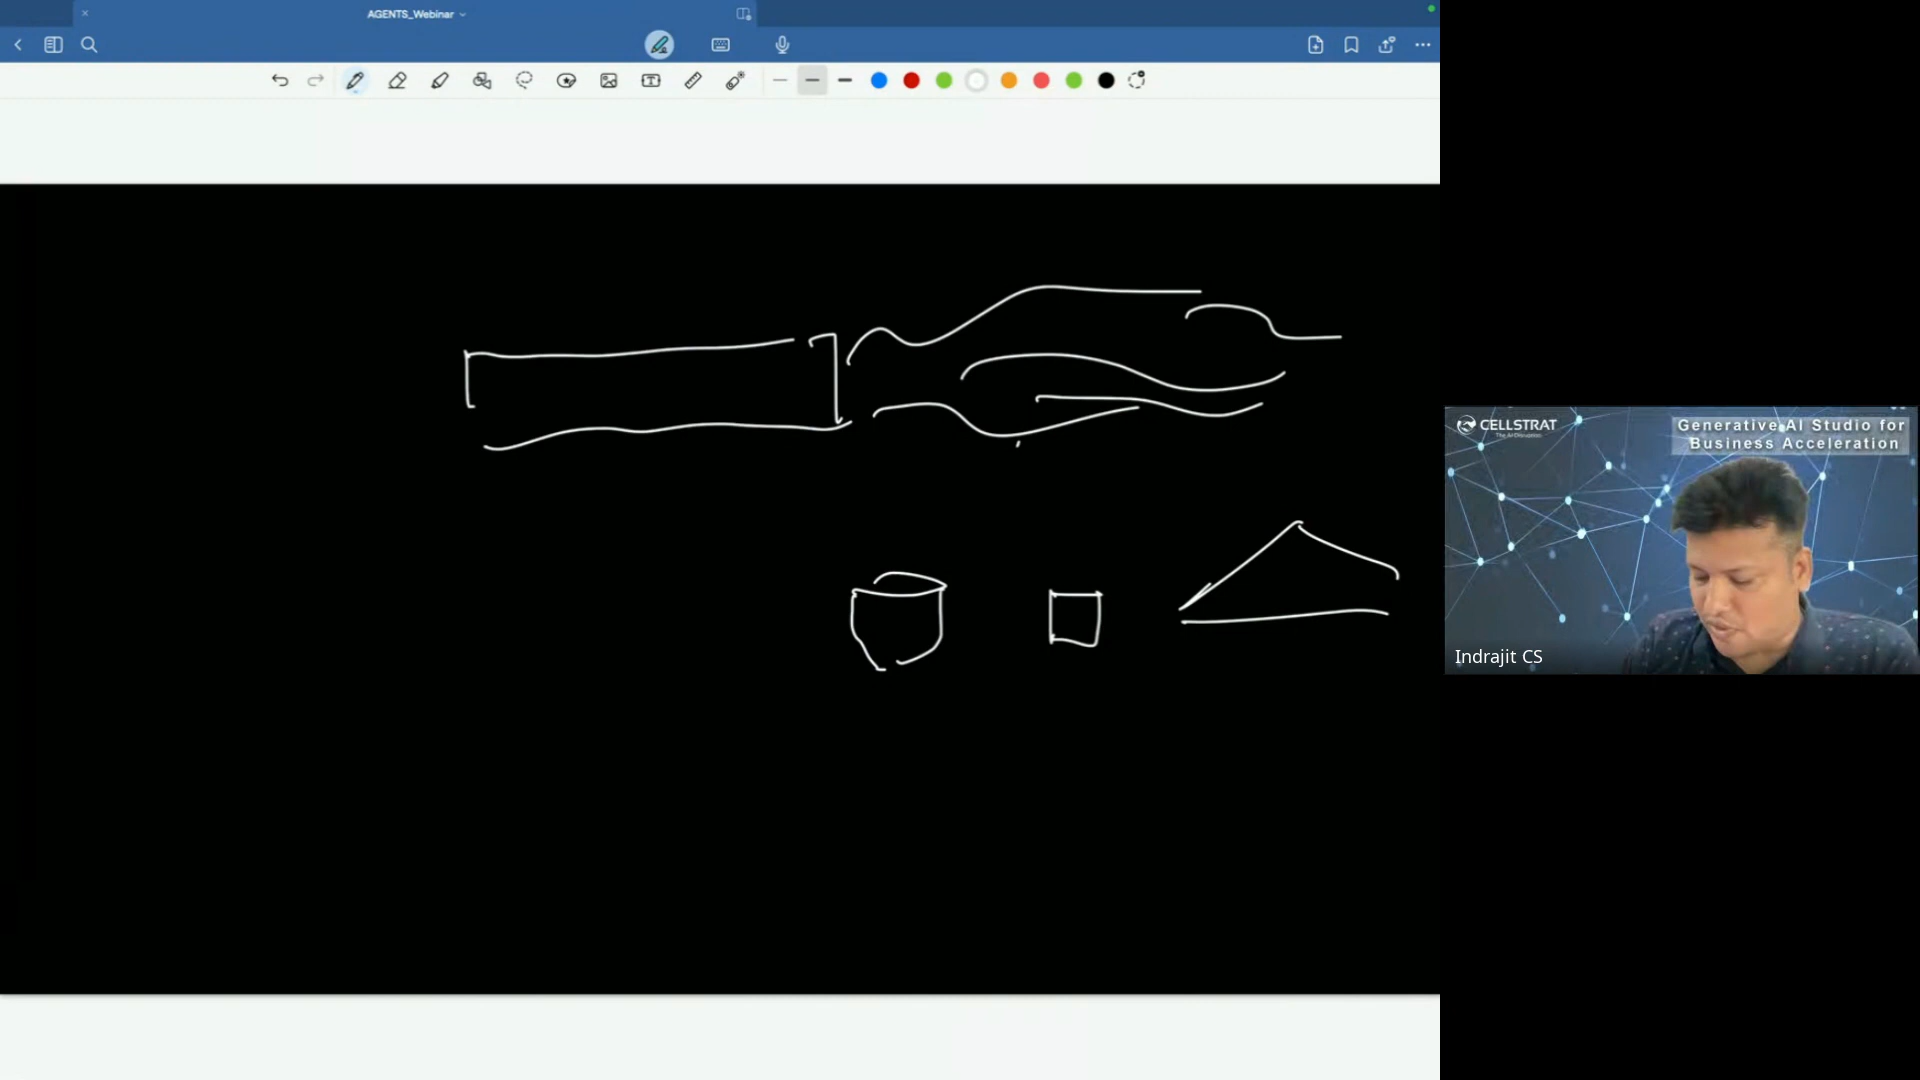 AGENTS_Webinar
CELLSTRAT
Generative AI Studio for
Business Acceleration
Indrajit CS